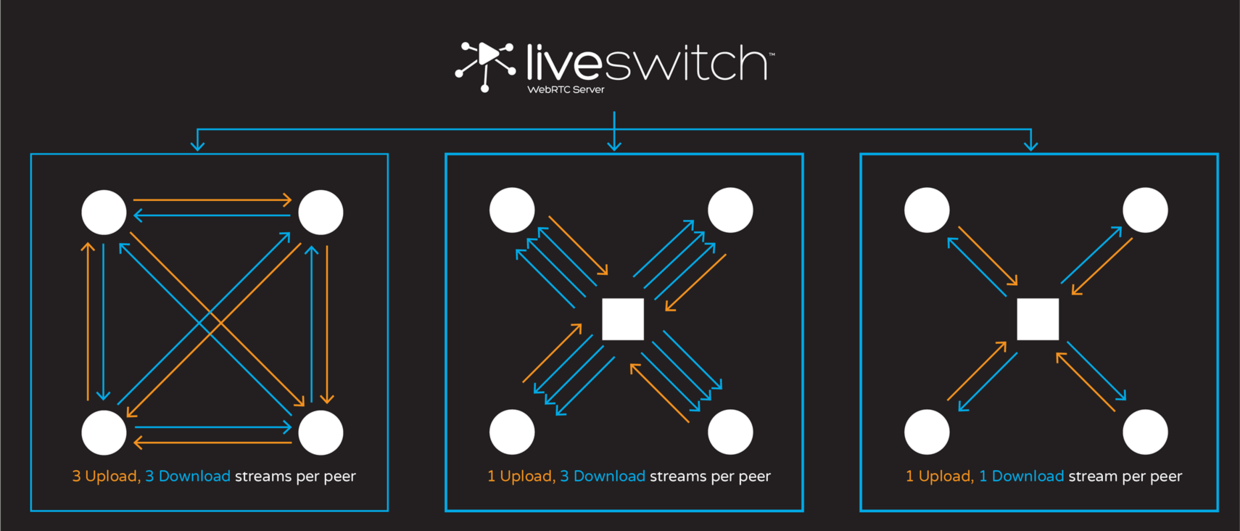 liveswitch™
WebRTC Server
3 Upload, 3 Download streams per peer
1 Upload, 3 Download streams per peer
1 Upload, 1 Download stream per peer